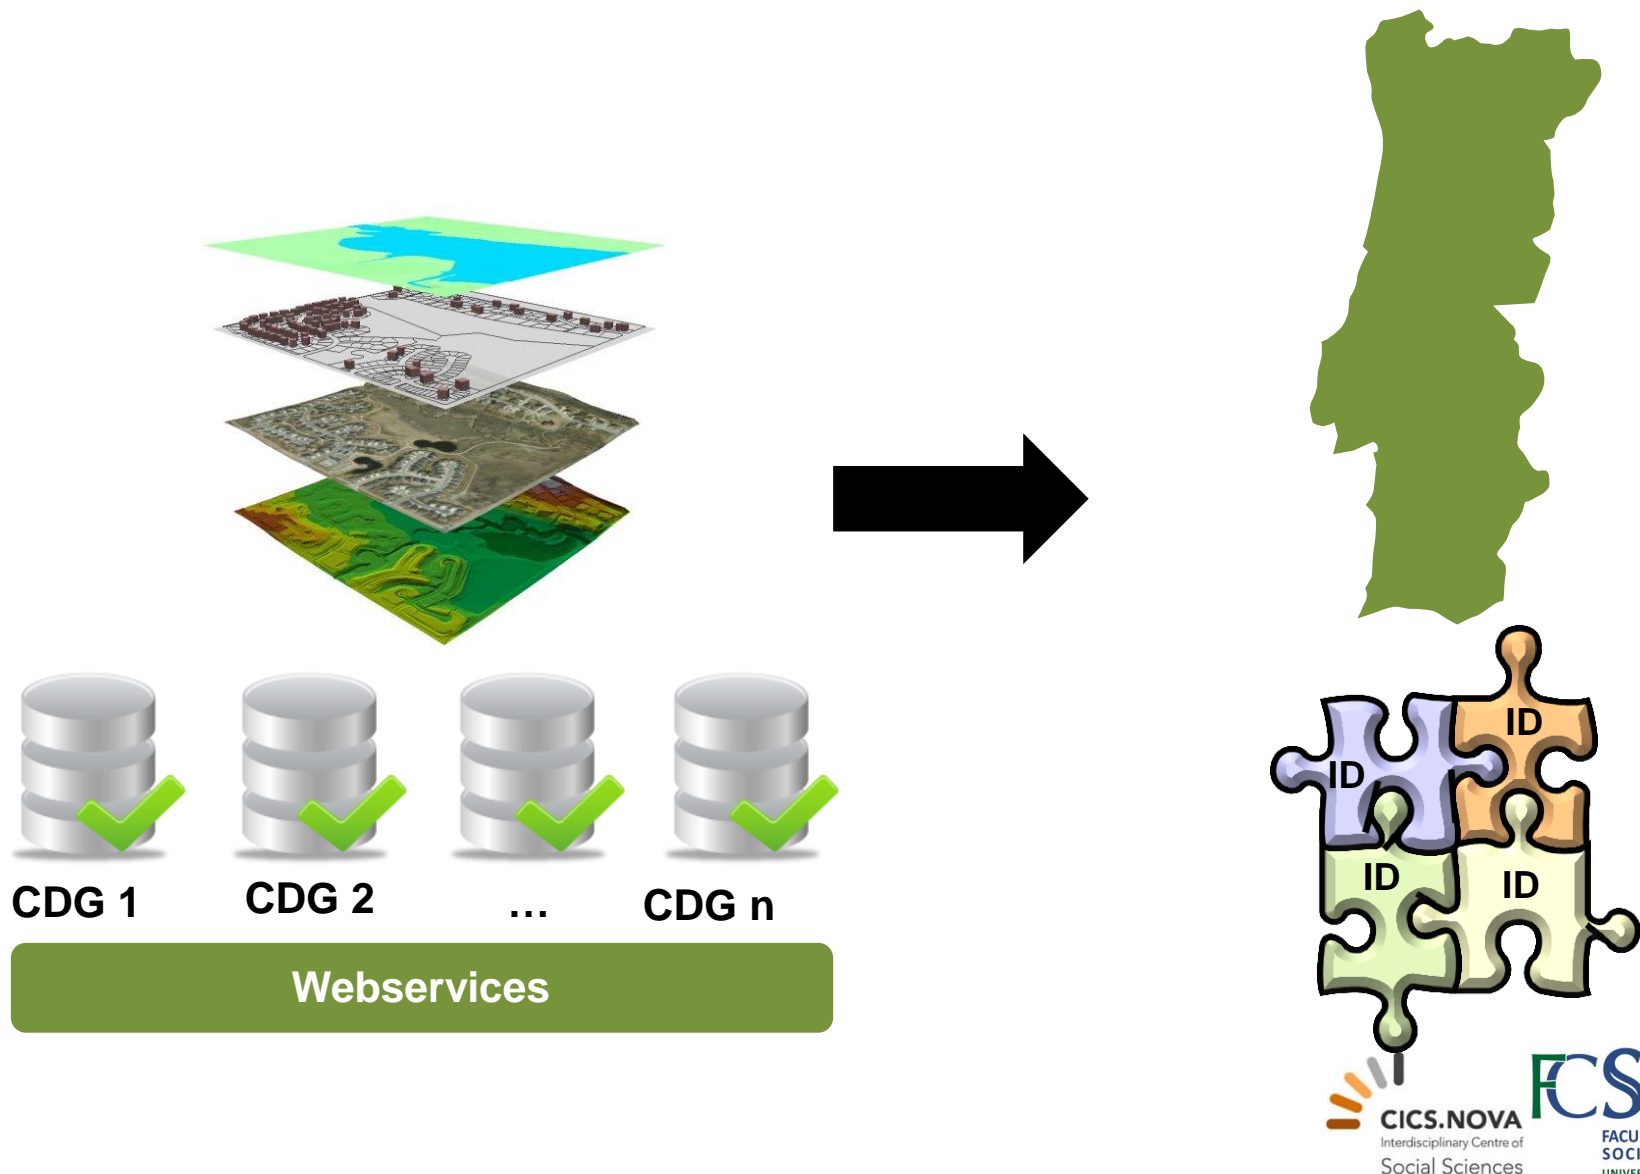 ID
ID
ID
ID
CDG 1
CDG 2
...
CDG n
Webservices
CICS.NOVA
Interdisciplinary Centre of
Social Sciences
FCS